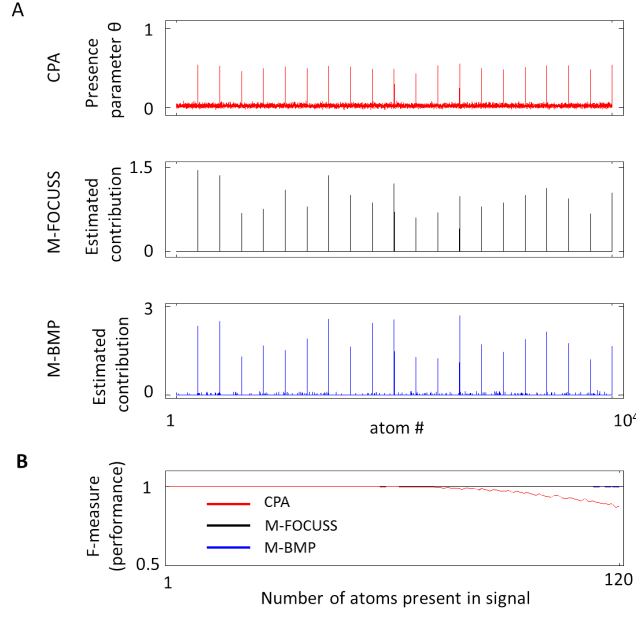 A
CPA
Presence
parameter θ
1
0
M-FOCUSS
Estimated
contribution
1.5
0
M-BMP
Estimated
contribution
3
0
1
atom #
10⁴
B
F-measure
(performance)
1
0.5
CPA
M-FOCUSS
M-BMP
1
120
Number of atoms present in signal